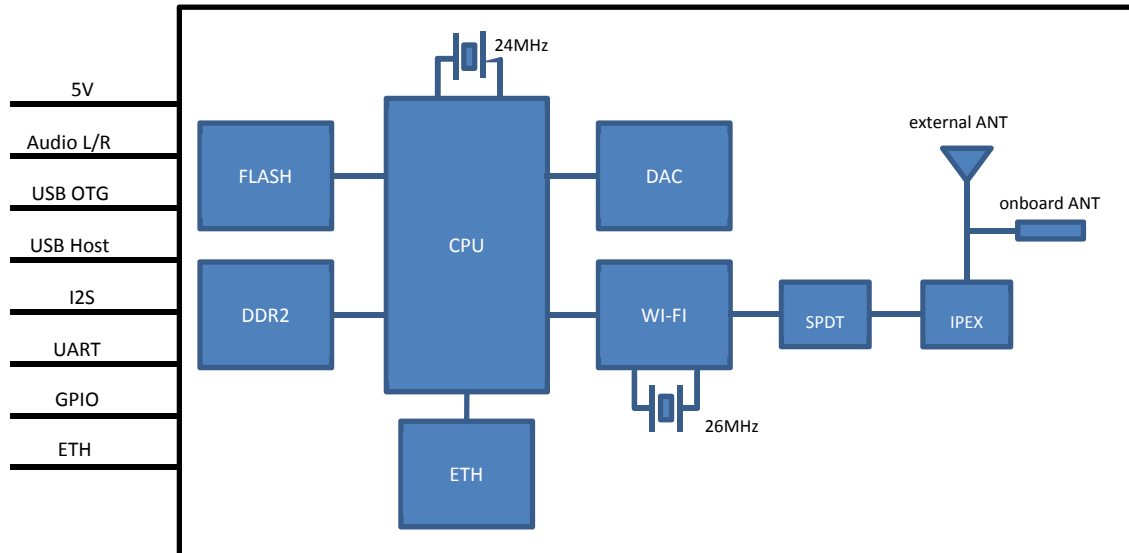 24MHz
5V
Audio L/R
USB OTG
USB Host
I2S
UART
GPIO
ETH
FLASH
DDR2
CPU
ETH
DAC
WI-FI
26MHz
SPDT
IPEX
external ANT
onboard ANT